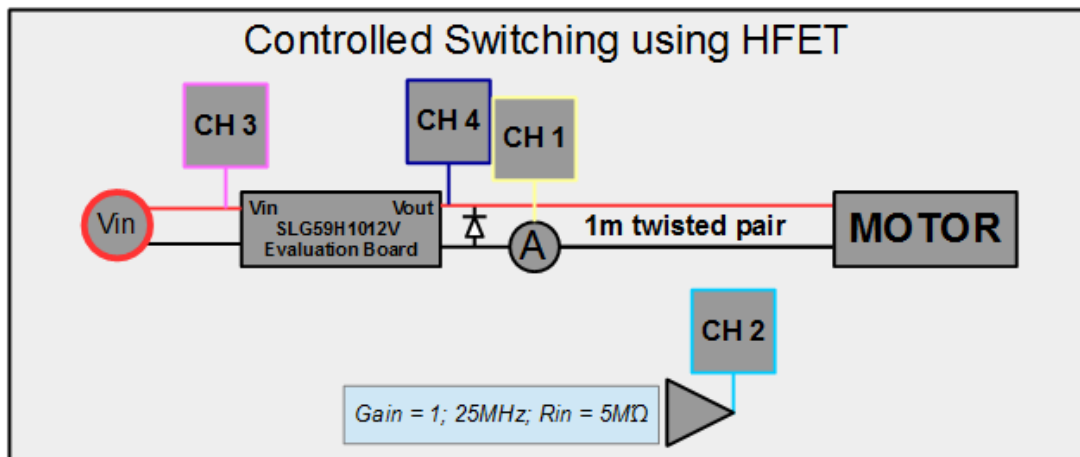 Controlled Switching using HFET
CH 3
CH 4
CH 1
Vin
Vin
Vout
SLG59H1012V
Evaluation Board
A
1m twisted pair
MOTOR
CH 2
Gain = 1; 25MHz; Rin = 5MΩ